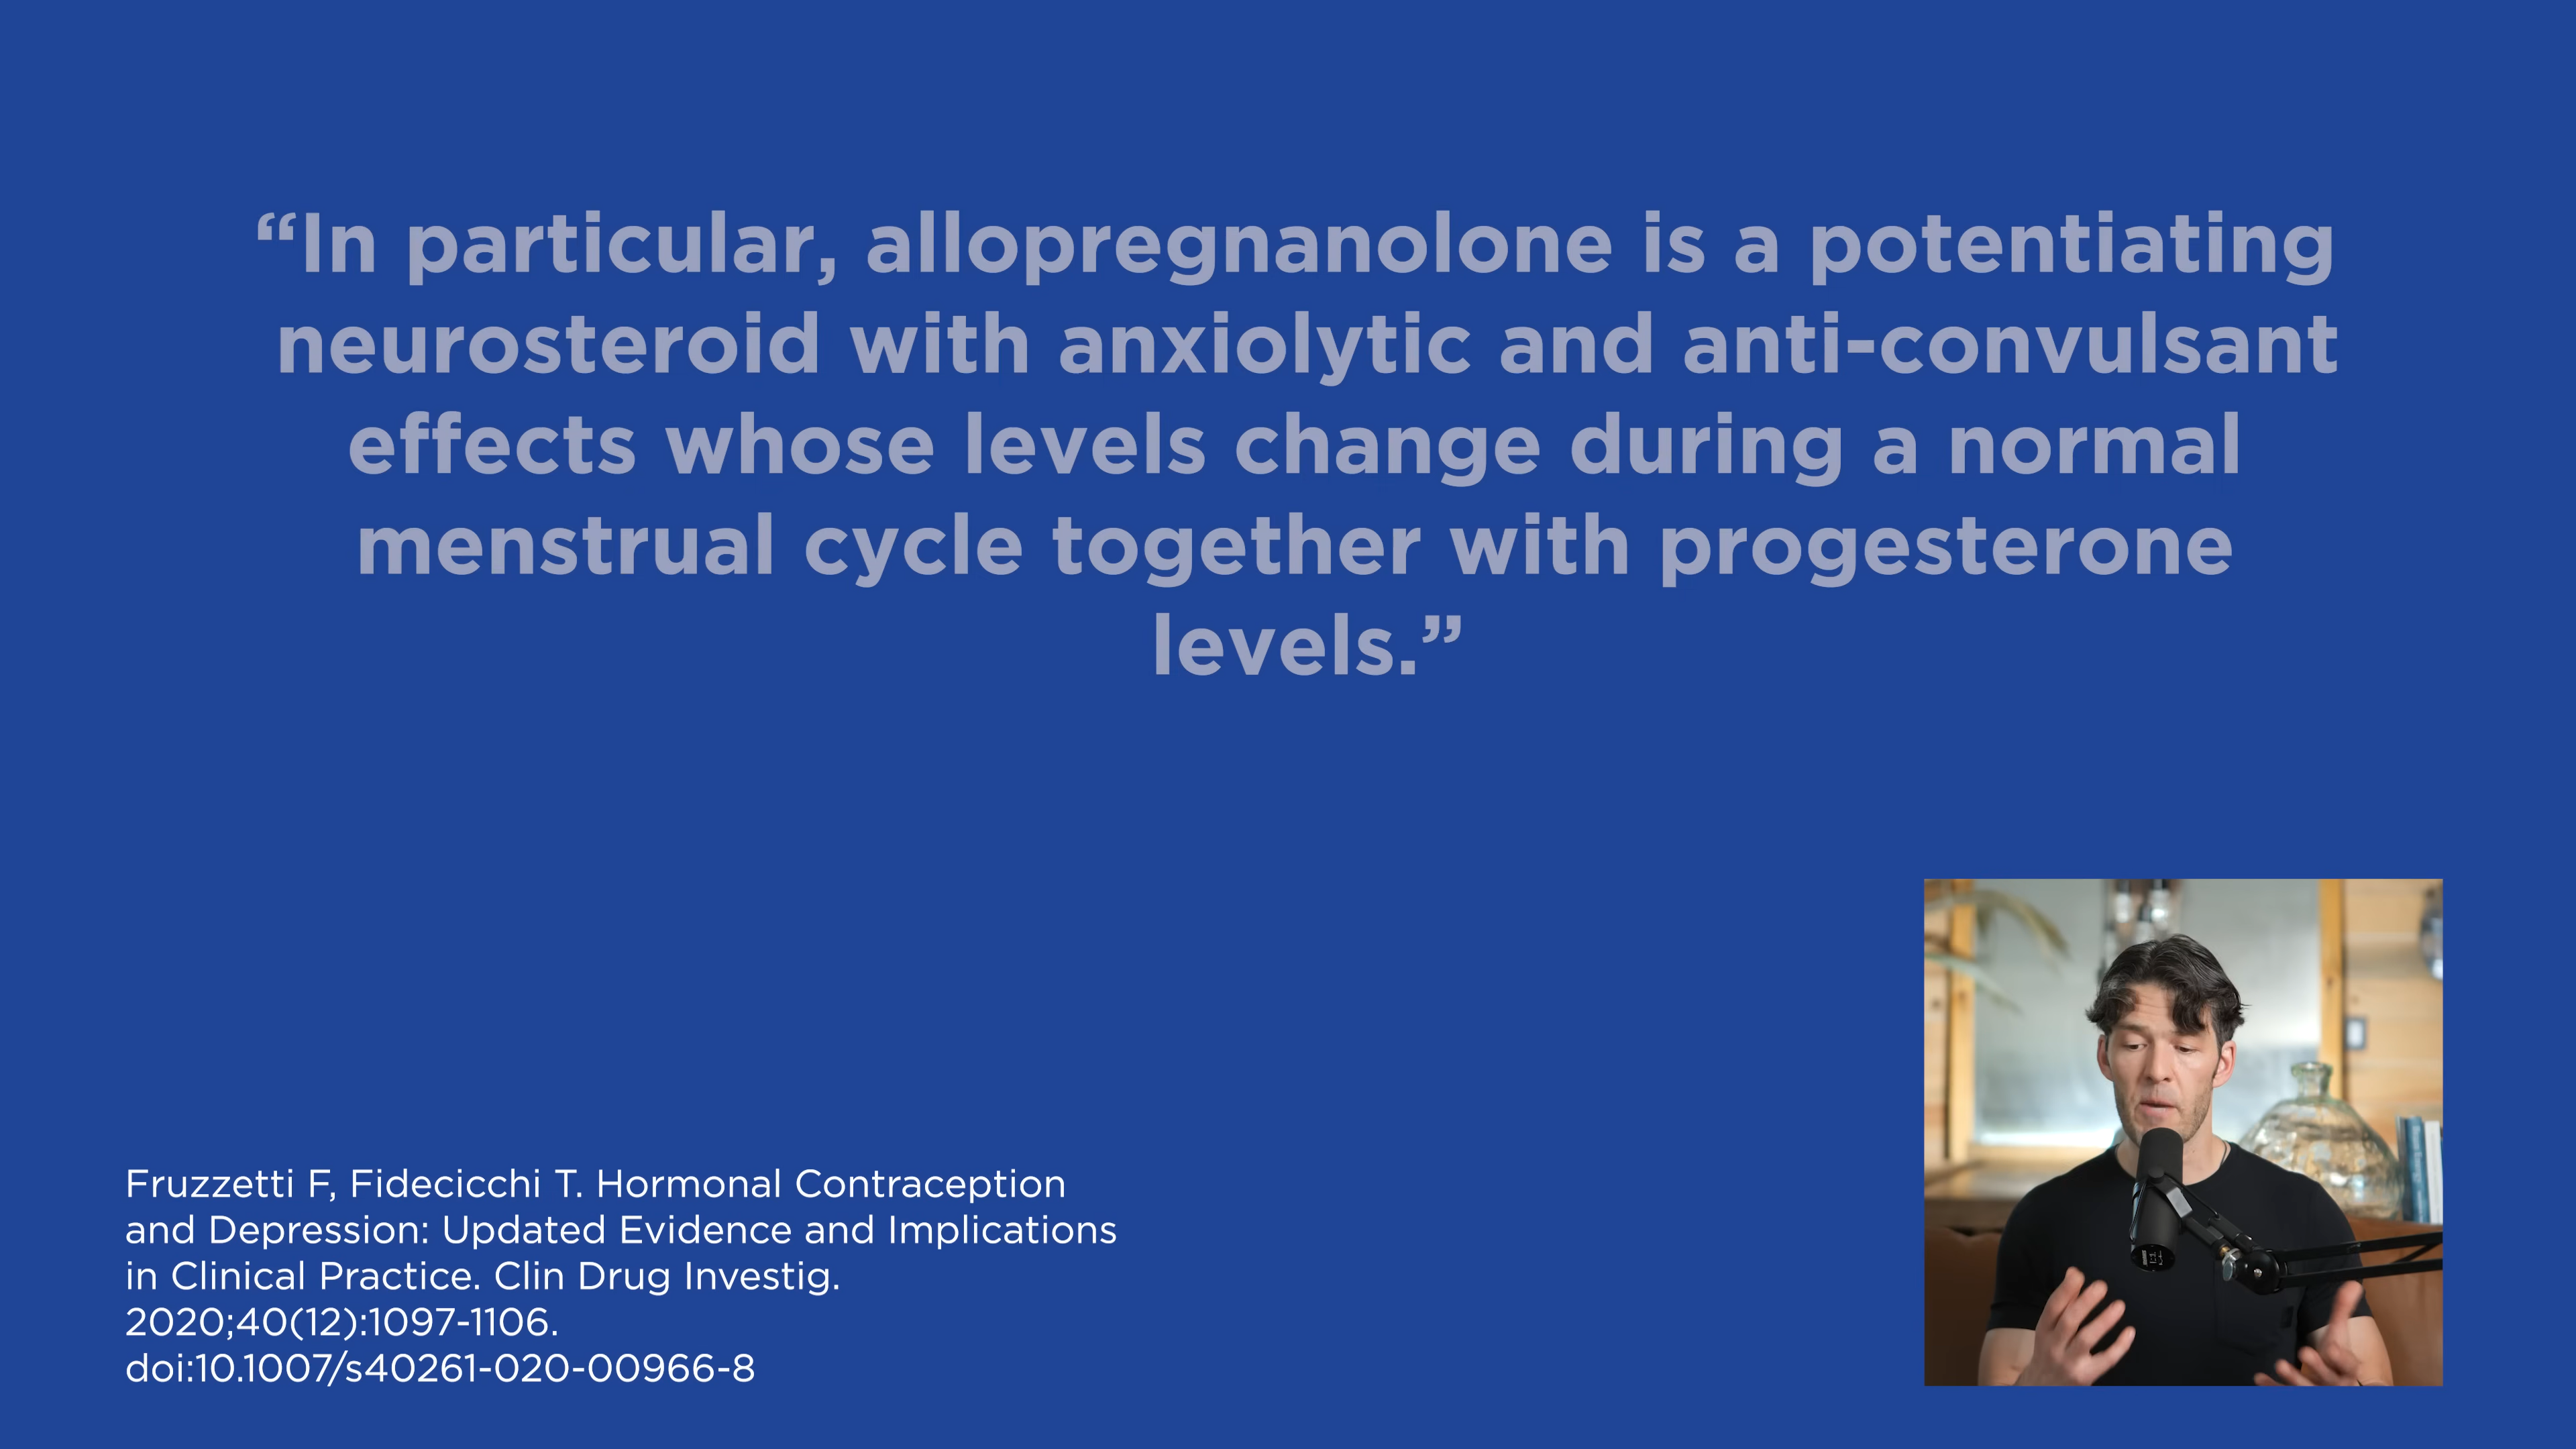 “In particular, allopregnanolone is a potentiating
neurosteroid with anxiolytic and anti-convulsant
effects whose levels change during a normal
menstrual cycle together with progesterone
levels.”
Fruzzetti F, Fidecicchi T. Hormonal Contraception
and Depression: Updated Evidence and Implications
in Clinical Practice. Clin Drug Investig.
2020;40(12):1097-1106.
doi:10.1007/s40261-020-00966-8